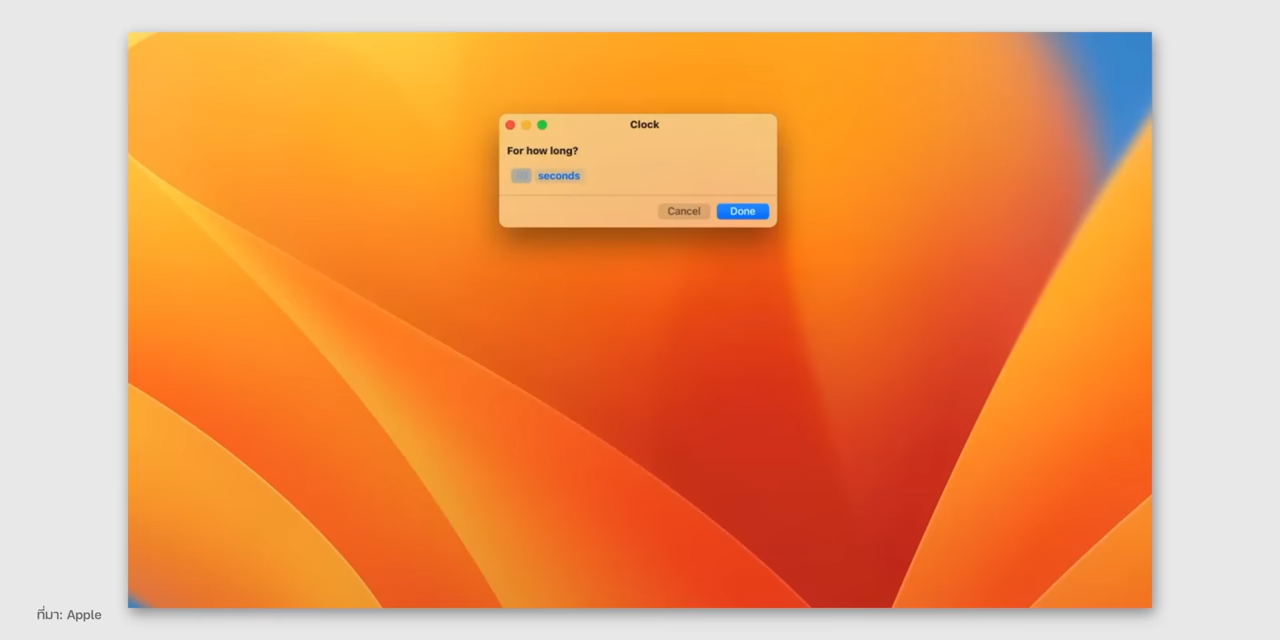 Clock
For how long?
seconds
Cancel Done
ที่มา: Apple